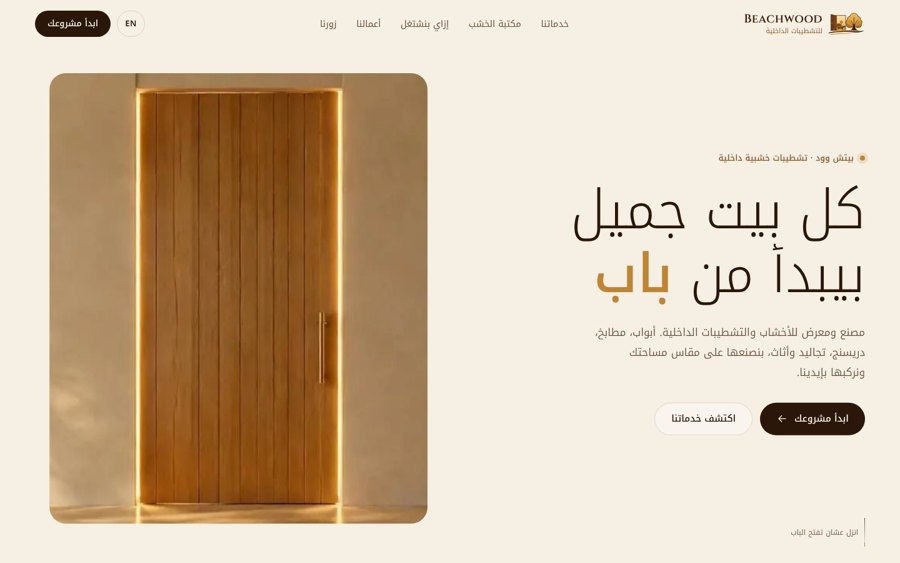 BEACHWOOD
للتشطيبات الداخلية
خدماتنا
مكتبة الخشب
إزاي بنشتغل
أعمالنا
زورنا
EN
ابدأ مشروعك
بيتش وود · تشطيبات خشبية داخلية
كل بيت جميل
بيبدأ من باب
مصنع ومعرض للأخشاب والتشطيبات الداخلية. أبواب، مطابخ،
دريسنج، تجاليد وأثاث، بنصنعها على مقاس مساحتك
ونركبها بإيدينا.
ابدأ مشروعك ←
اكتشف خدماتنا
انزل عشان تفتح الباب